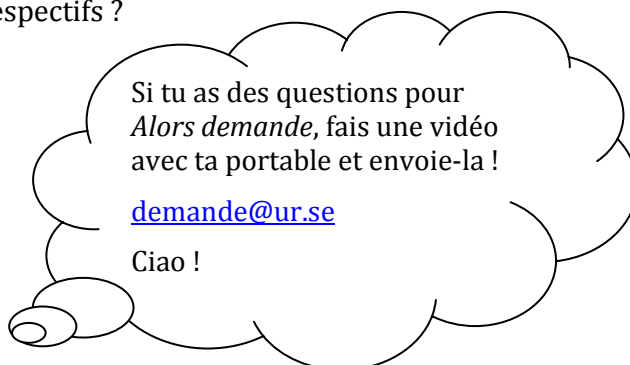 espectifs ?
Si tu as des questions pour
Alors demande, fais une vidéo
avec ta portable et envoie-la !
demande@ur.se
Ciao !